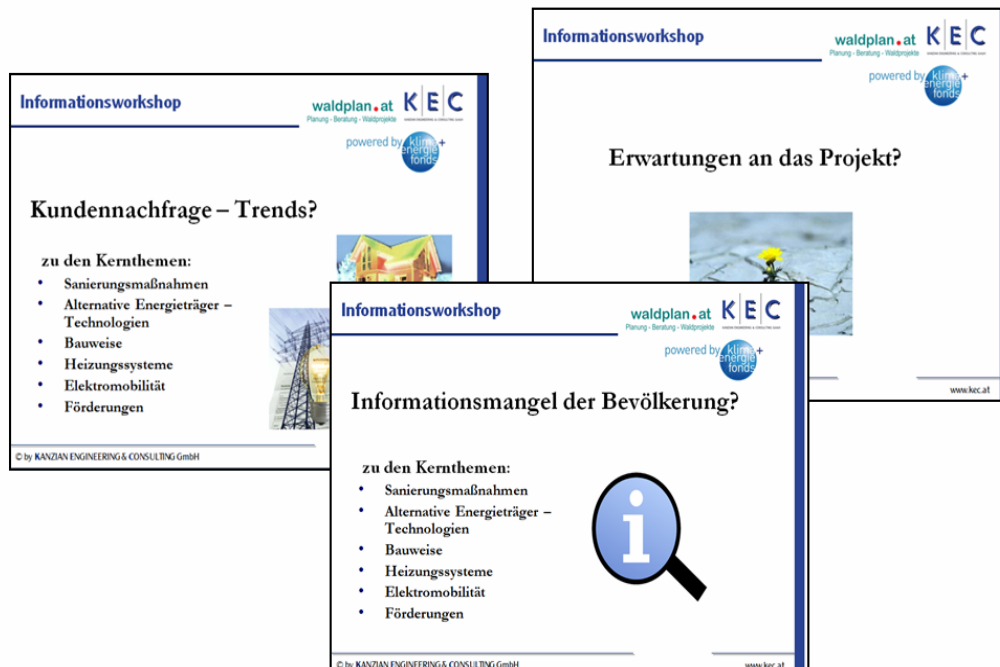 Informationsworkshop
waldplan.at KEC
Planung - Beratung - Waldprojekte
powered by klima+
energie
fonds
Kundennachfrage – Trends?
zu den Kernthemen:
• Sanierungsmaßnahmen
• Alternative Energieträger –
Technologien
• Bauweise
• Heizungssysteme
• Elektromobilität
• Förderungen
© by KANZIAN ENGINEERING & CONSULTING GmbH
Informationsworkshop
waldplan.at KEC
Planung - Beratung - Waldprojekte
powered by klima+
energie
fonds
Erwartungen an das Projekt?
www.kec.at
Informationsworkshop
waldplan.at KEC
Planung - Beratung - Waldprojekte
powered by klima+
energie
fonds
Informationsmangel der Bevölkerung?
zu den Kernthemen:
• Sanierungsmaßnahmen
• Alternative Energieträger –
Technologien
• Bauweise
• Heizungssysteme
• Elektromobilität
• Förderungen
i
© by KANZIAN ENGINEERING & CONSULTING GmbH
www.kec.at